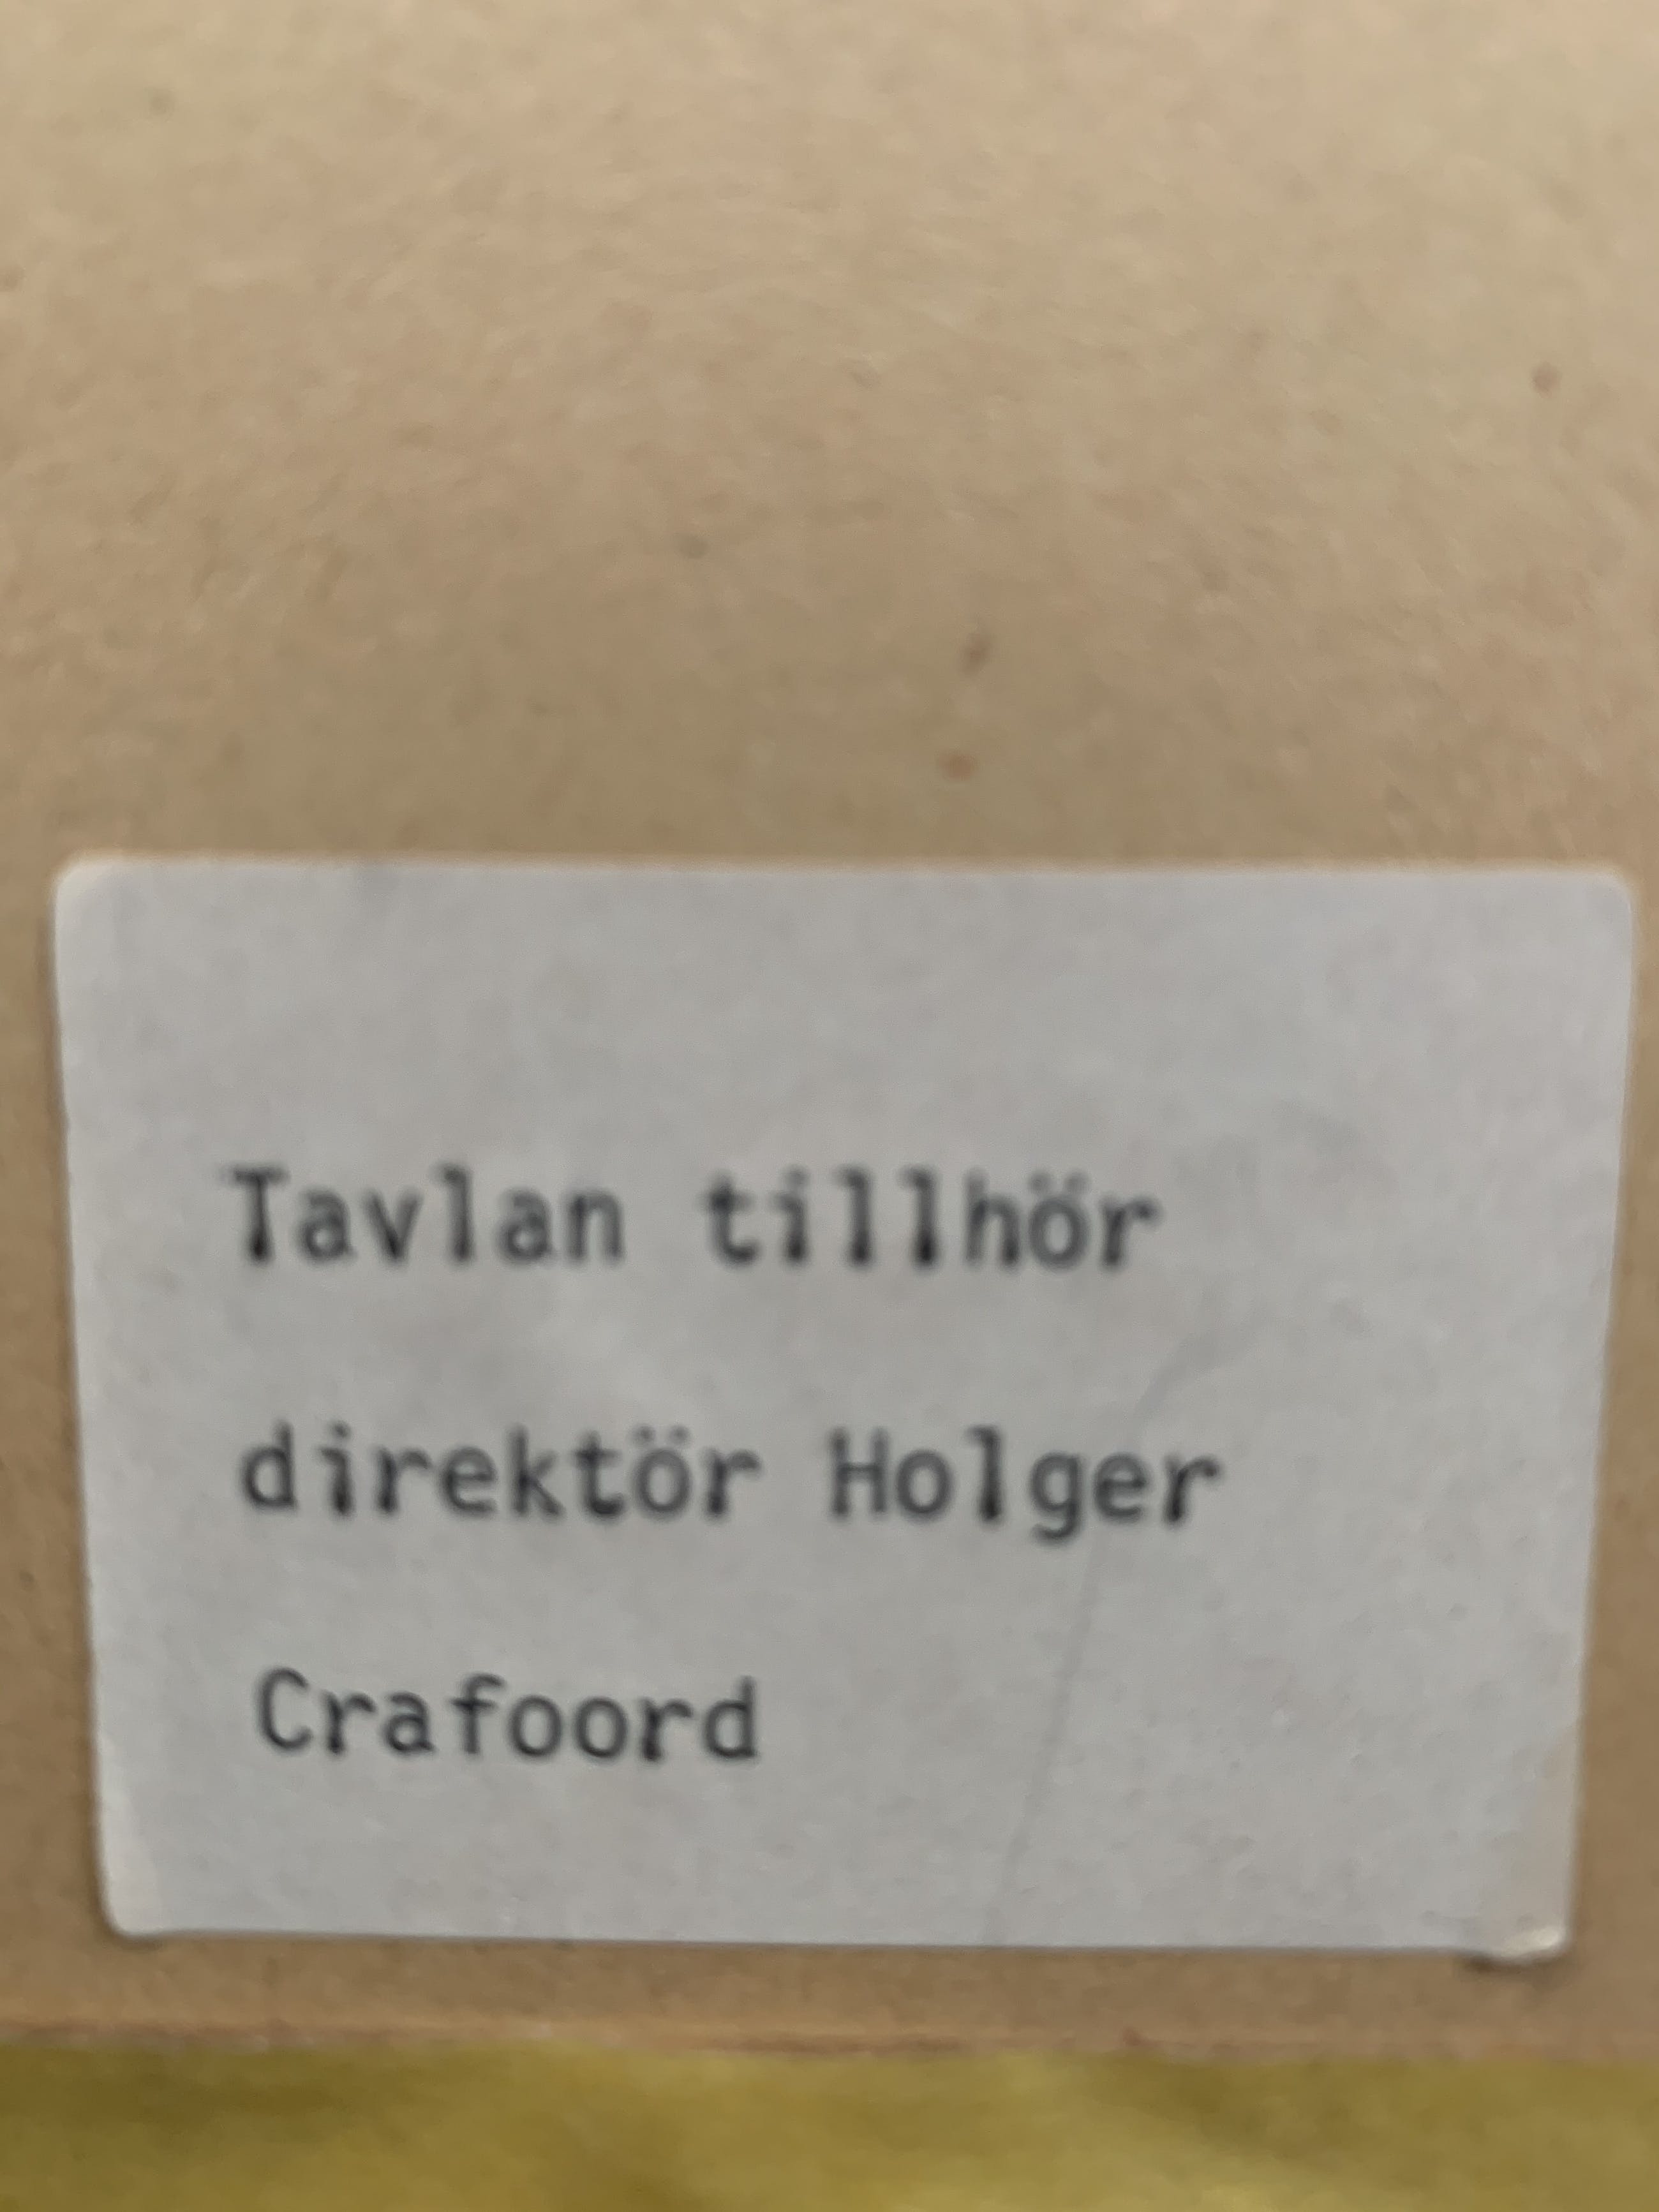 Tavlan tillhör
direktör Holger
Crafoord